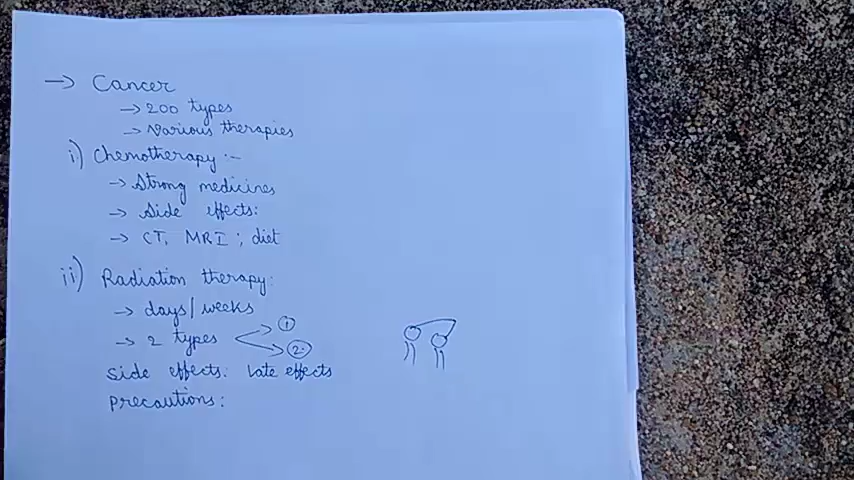 → Cancer
→ 200 types
→ Various therapies
i) Chemotherapy :-
→ Strong medicines
→ Side effects:
→ CT, MRI ; diet
ii) Radiation therapy:
→ days/weeks
→ 2 types
1
2.
Side effects: late effects
Precautions: